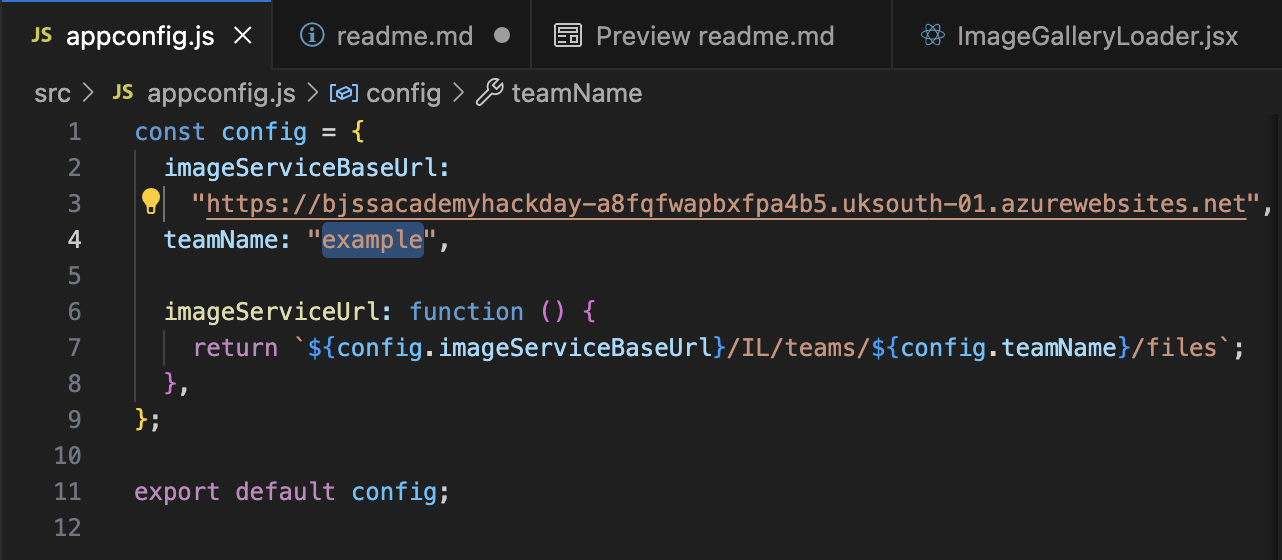 JS appconfig.js readme.md Preview readme.md ImageGalleryLoader.jsx
src > JS appconfig.js > config > teamName
1 const config = {
2 imageServiceBaseUrl:
3 "https://bjssacademyhackday-a8fqfwapbxfpa4b5.uksouth-01.azurewebsites.net",
4 teamName: "example",
5
6 imageServiceUrl: function () {
7 return `${config.imageServiceBaseUrl}/IL/teams/${config.teamName}/files`;
8 },
9 };
10
11 export default config;
12